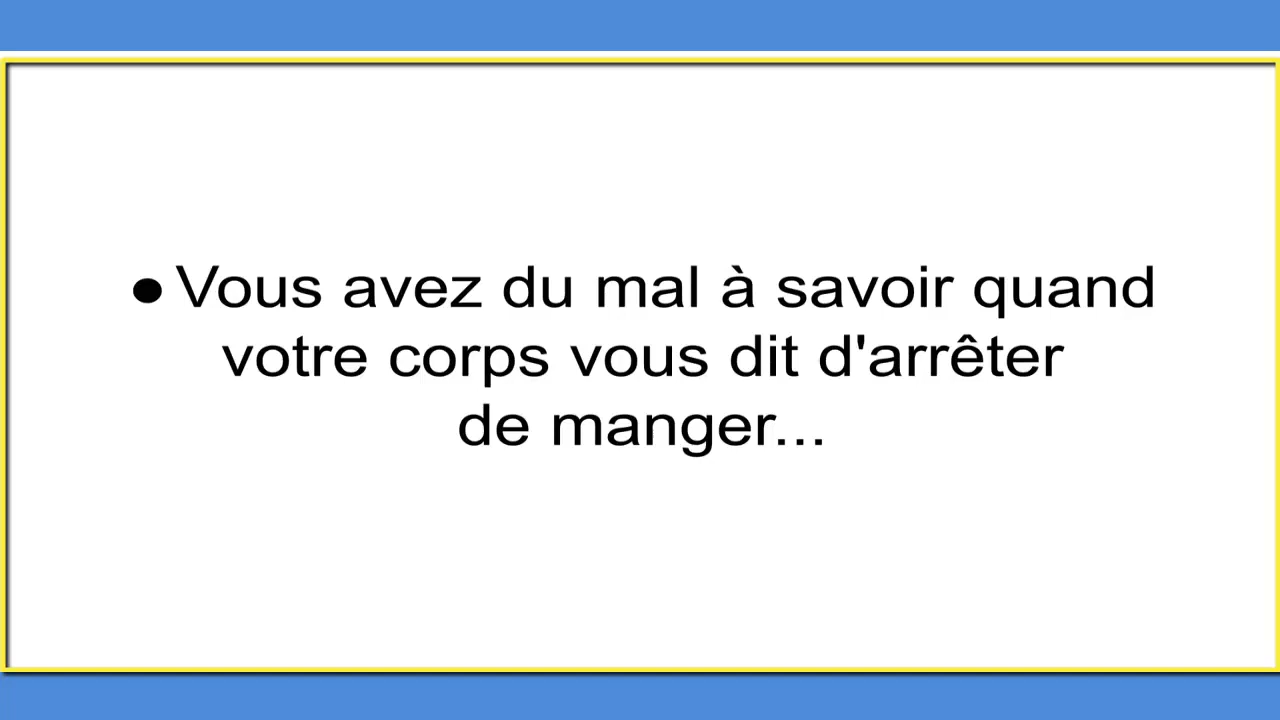 ● Vous avez du mal à savoir quand
votre corps vous dit d'arrêter
de manger...